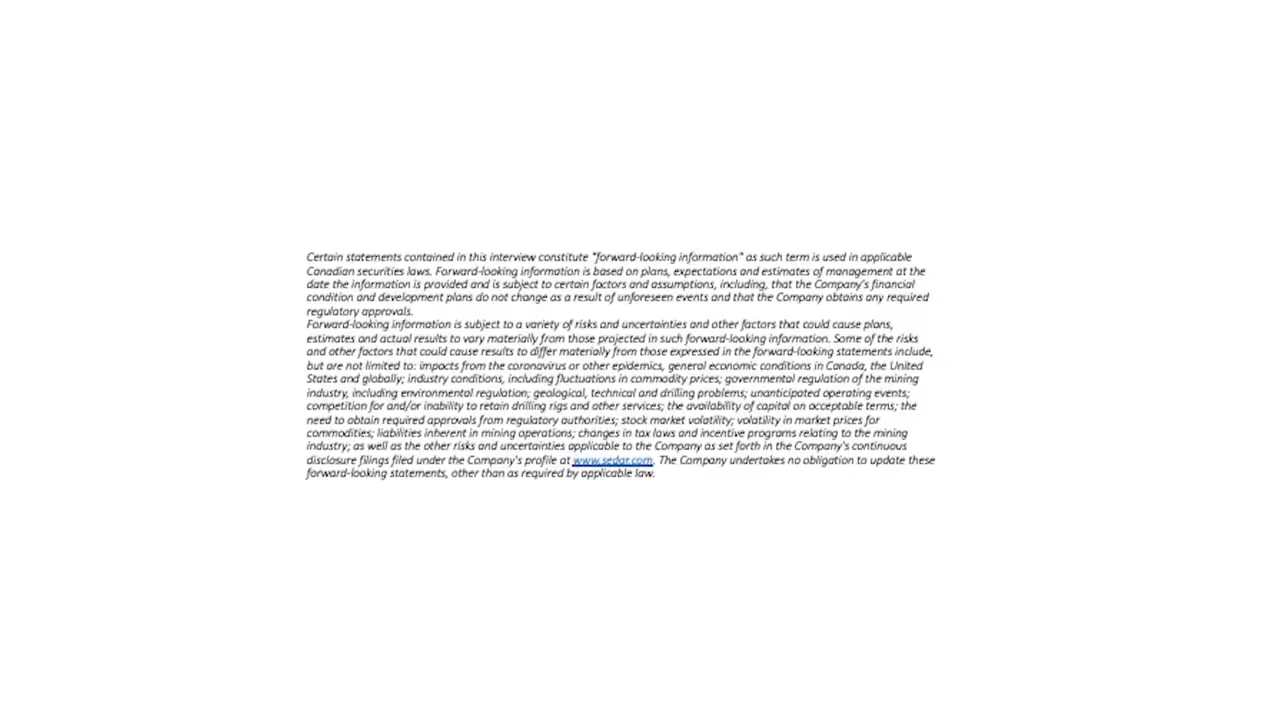 Certain statements contained in this interview constitute "forward-looking information" as such term is used in applicable
Canadian securities laws. Forward-looking information is based on plans, expectations and estimates of management at the
date the information is provided and is subject to certain factors and assumptions, including, that the Company's financial
condition and development plans do not change as a result of unforeseen events and that the Company obtains any required
regulatory approvals.
Forward-looking information is subject to a variety of risks and uncertainties and other factors that could cause plans,
estimates and actual results to vary materially from those projected in such forward-looking information. Some of the risks
and other factors that could cause results to differ materially from those expressed in the forward-looking statements include,
but are not limited to: impacts from the coronavirus or other epidemics, general economic conditions in Canada, the United
States and globally; industry conditions, including fluctuations in commodity prices; governmental regulation of the mining
industry, including environmental regulation; geological, technical and drilling problems; unanticipated operating events;
competition for and/or inability to retain drilling rigs and other services; the availability of capital on acceptable terms; the
need to obtain required approvals from regulatory authorities; stock market volatility; volatility in market prices for
commodities; liabilities inherent in mining operations; changes in tax laws and incentive programs relating to the mining
industry; as well as the other risks and uncertainties applicable to the Company as set forth in the Company's continuous
disclosure filings filed under the Company's profile at www.sedar.com. The Company undertakes no obligation to update these
forward-looking statements, other than as required by applicable law.